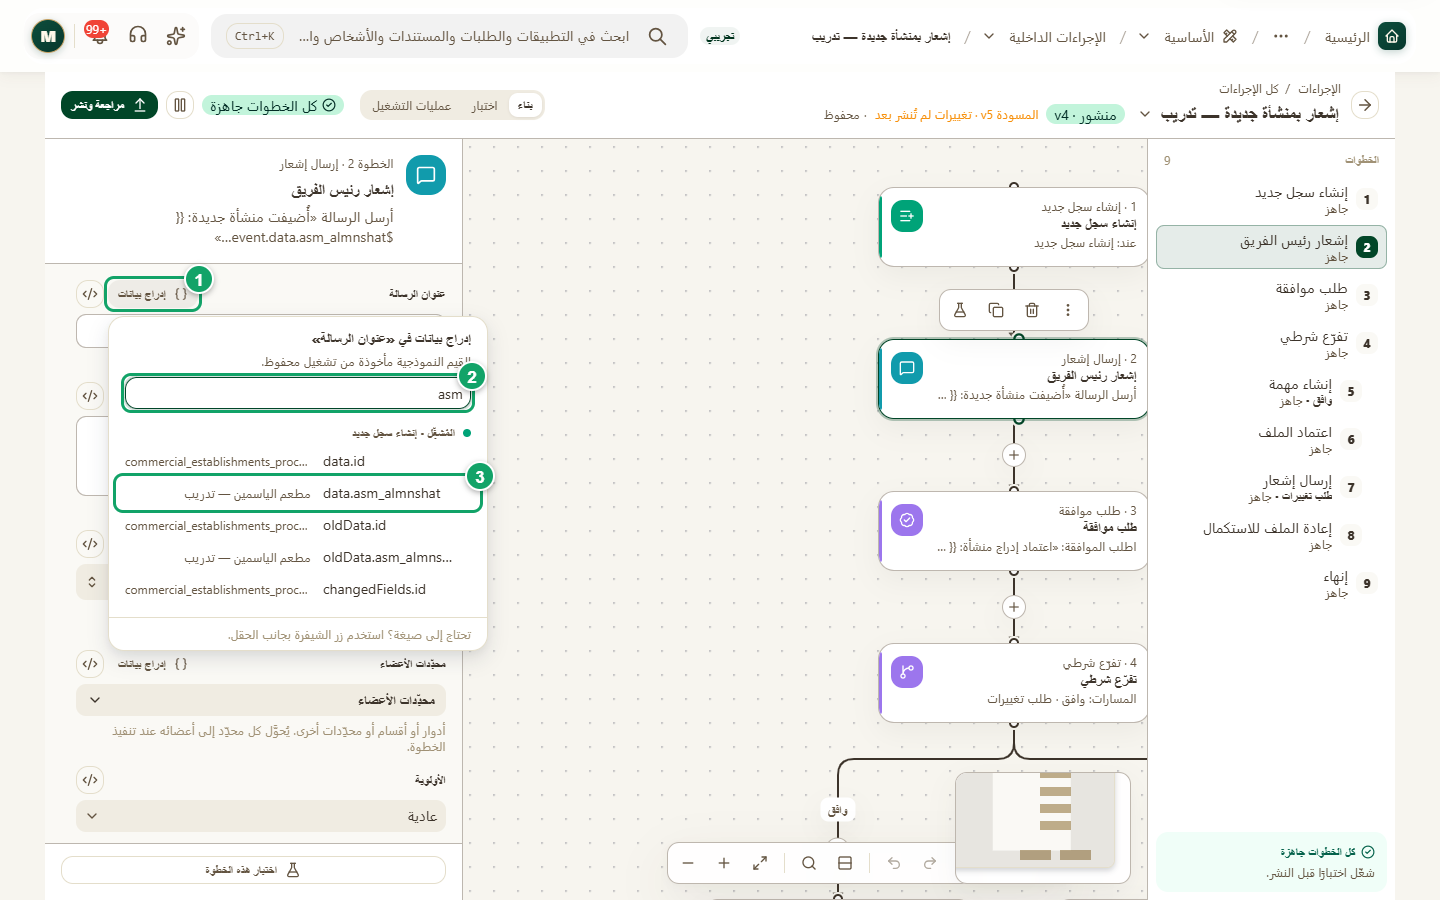 الرئيسية / ... / الأساسية / الإجراءات الداخلية / إشعار بمنشأة جديدة — تدريب
تجريبي
ابحث في التطبيقات والطلبات والمستندات والأشخاص وا...
Ctrl+K
99+
M
الإجراءات / كل الإجراءات
إشعار بمنشأة جديدة — تدريب
منشور · v4
المسودة v5 · تغييرات لم تُنشر بعد
· محفوظ
بناء
اختبار
عمليات التشغيل
كل الخطوات جاهزة
مراجعة ونشر
الخطوات
9
1
إنشاء سجل جديد
جاهز
2
إشعار رئيس الفريق
جاهز
3
طلب موافقة
جاهز
4
تفرّع شرطي
جاهز
5
إنشاء مهمة
وافق • جاهز
6
اعتماد الملف
جاهز
7
إرسال إشعار
طلب تغييرات • جاهز
8
إعادة الملف للاستكمال
جاهز
9
إنهاء
جاهز
كل الخطوات جاهزة
شغّل اختبارًا قبل النشر.
1 · إنشاء سجل جديد
إنشاء سجل جديد
عند: إنشاء سجل جديد
2 · إرسال إشعار
إشعار رئيس الفريق
أرسل الرسالة «أُضيفت منشأة جديدة: {{ ...
3 · طلب موافقة
طلب موافقة
اطلب الموافقة: «اعتماد إدراج منشأة: {{ ...
4 · تفرّع شرطي
تفرّع شرطي
المسارات: وافق · طلب تغييرات
وافق
الخطوة 2 · إرسال إشعار
إشعار رئيس الفريق
أرسل الرسالة «أُضيفت منشأة جديدة: {{
$event.data.asm_almnshat...»
عنوان الرسالة
{ } إدراج بيانات
1
إدراج بيانات في «عنوان الرسالة»
القيم النموذجية مأخوذة من تشغيل محفوظ.
2
asm
المُشغّل • إنشاء سجل جديد
data.id
commercial_establishments_proc...
3
data.asm_almnshat
مطعم الياسمين — تدريب
oldData.id
commercial_establishments_proc...
oldData.asm_almns...
مطعم الياسمين — تدريب
changedFields.id
commercial_establishments_proc...
تحتاج إلى صيغة؟ استخدم زر الشيفرة بجانب الحقل.
محدّدات الأعضاء
{ } إدراج بيانات
محدّدات الأعضاء
أدوار أو أقسام أو محدّدات أخرى. يُحوَّل كل محدّد إلى أعضائه عند تنفيذ
الخطوة.
الأولوية
عادية
اختبار هذه الخطوة